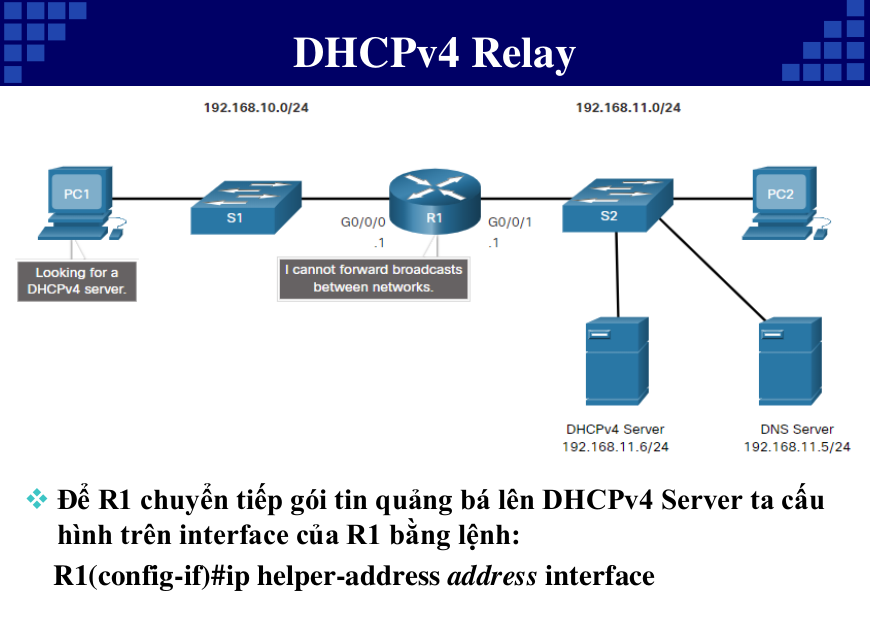 DHCPv4 Relay
192.168.10.0/24
192.168.11.0/24
PC1
S1
R1
S2
PC2
G0/0/0
.1
G0/0/1
.1
Looking for a
DHCPv4 server.
I cannot forward broadcasts
between networks.
DHCPv4 Server
192.168.11.6/24
DNS Server
192.168.11.5/24
Để R1 chuyển tiếp gói tin quảng bá lên DHCPv4 Server ta cấu
hình trên interface của R1 bằng lệnh:
R1(config-if)#ip helper-address address interface